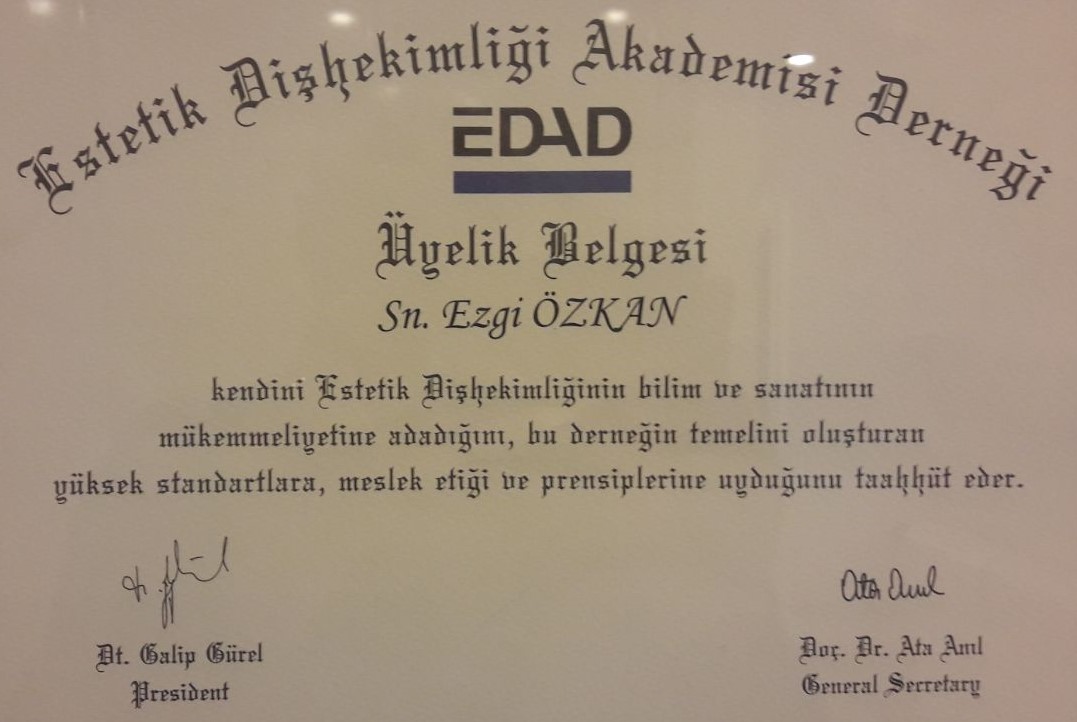 Estetik Dişhekimliği Akademisi Derneği
EDAD
Üyelik Belgesi
Sn. Ezgi ÖZKAN
kendini Estetik Dişhekimliğinin bilim ve sanatının
mükemmeliyetine adadığını, bu derneğin temelini oluşturan
yüksek standartlara, meslek etiği ve prensiplerine uyduğunu taahhüt eder.
Ata Anıl
Dt. Galip Gürel
President
Doç. Dr. Ata Anıl
General Secretary